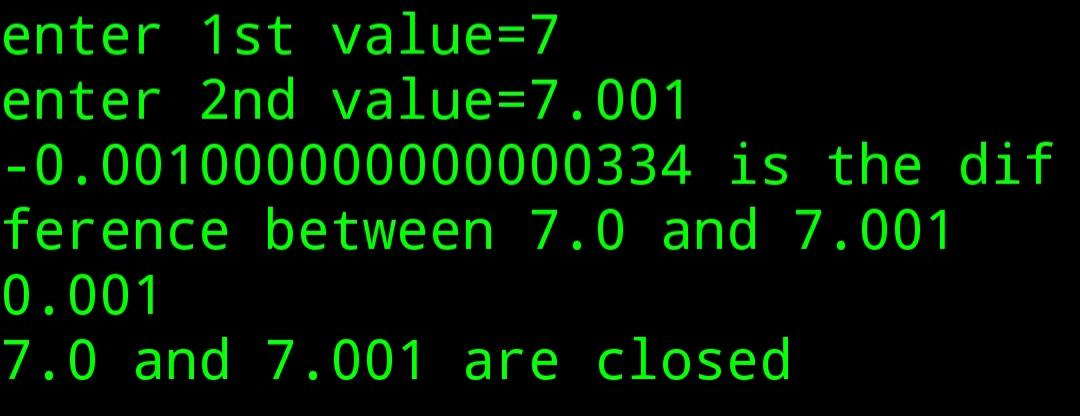 enter 1st value=7
enter 2nd value=7.001
-0.0010000000000000334 is the dif
ference between 7.0 and 7.001
0.001
7.0 and 7.001 are closed